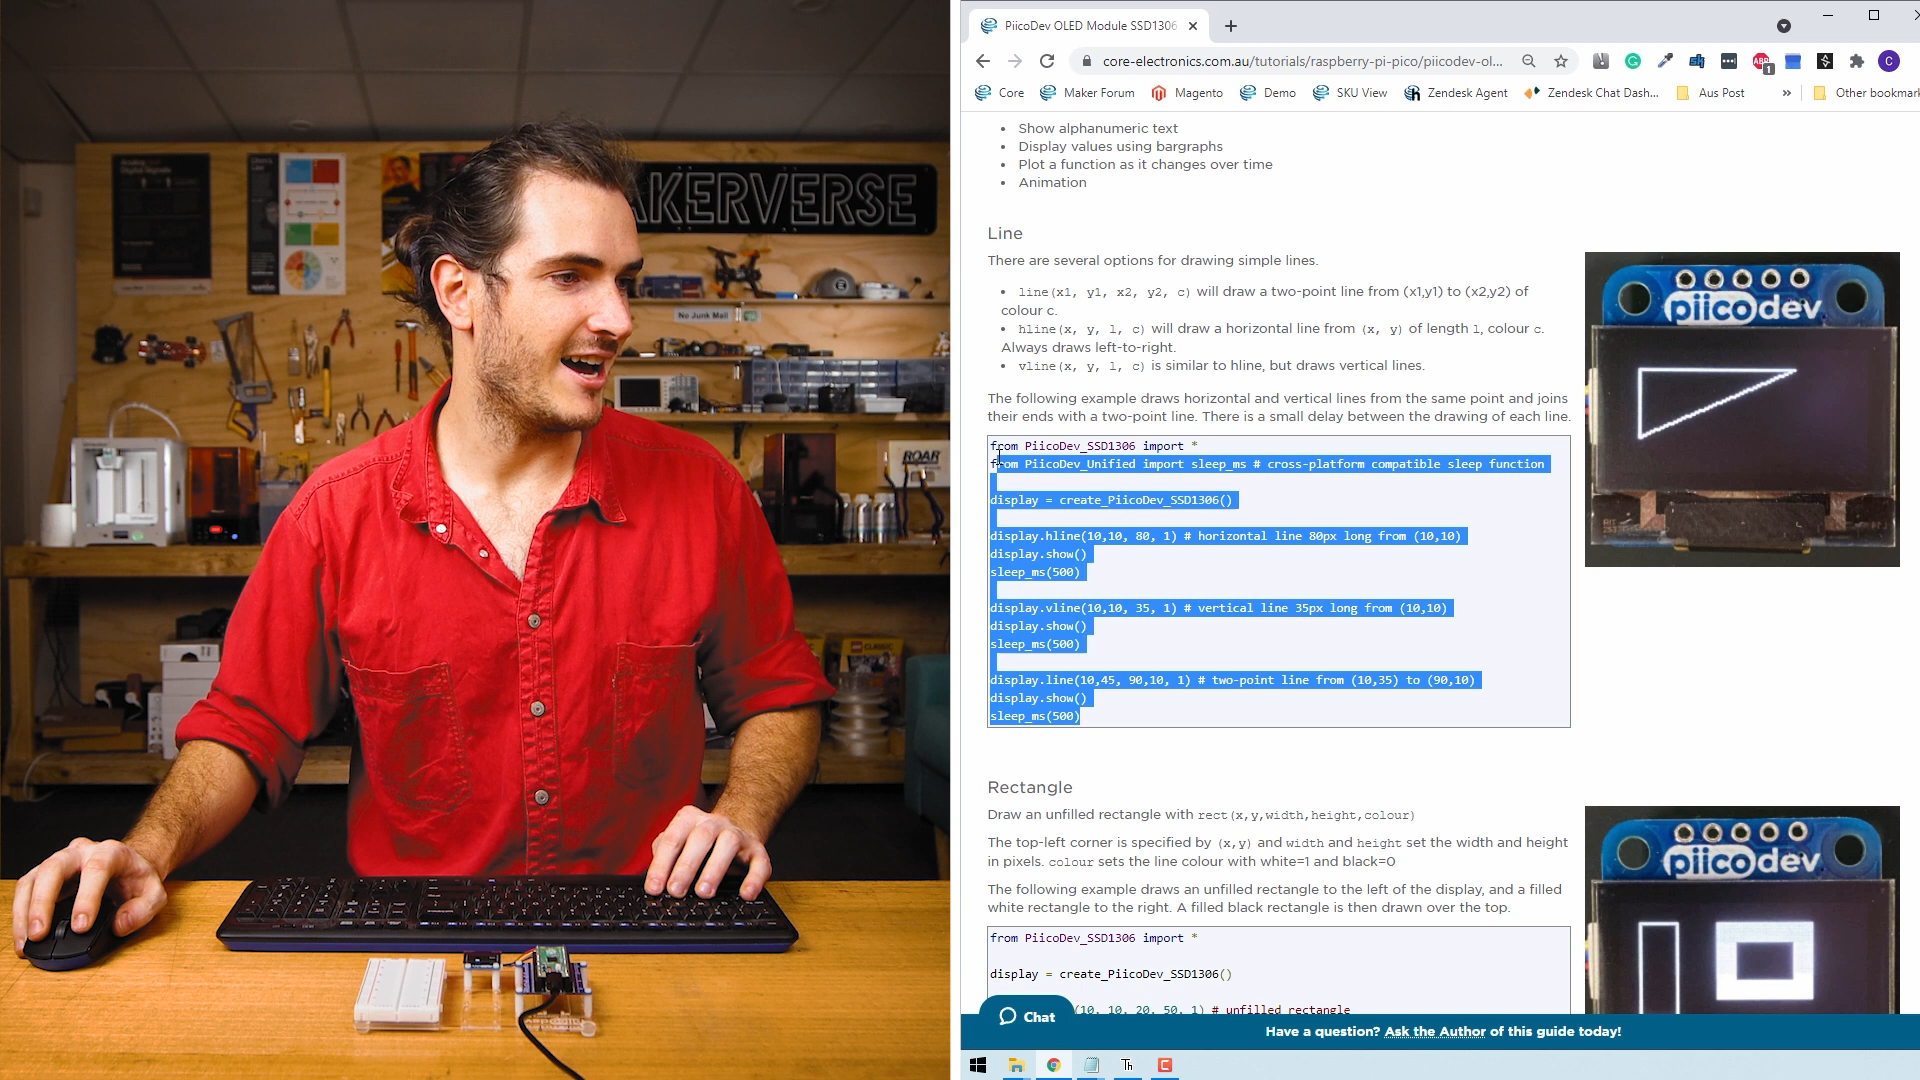 KERVERSE
No Junk Mail
ROAR
CLASSIC
PiicoDev OLED Module SSD1306
core-electronics.com.au/tutorials/raspberry-pi-pico/piicodev-ol...
ABP
1
C
Core
Maker Forum
Magento
Demo
SKU View
Zendesk Agent
Zendesk Chat Dash...
Aus Post
»
Other bookmark
• Show alphanumeric text
• Display values using bargraphs
• Plot a function as it changes over time
• Animation
Line
There are several options for drawing simple lines.
• line(x1, y1, x2, y2, c) will draw a two-point line from (x1,y1) to (x2,y2) of
colour c.
• hline(x, y, l, c) will draw a horizontal line from (x, y) of length l, colour c.
Always draws left-to-right.
• vline(x, y, l, c) is similar to hline, but draws vertical lines.
The following example draws horizontal and vertical lines from the same point and joins
their ends with a two-point line. There is a small delay between the drawing of each line.
from PiicoDev_SSD1306 import *
from PiicoDev_Unified import sleep_ms # cross-platform compatible sleep function
display = create_PiicoDev_SSD1306()
display.hline(10,10, 80, 1) # horizontal line 80px long from (10,10)
display.show()
sleep_ms(500)
display.vline(10,10, 35, 1) # vertical line 35px long from (10,10)
display.show()
sleep_ms(500)
display.line(10,45, 90,10, 1) # two-point line from (10,35) to (90,10)
display.show()
sleep_ms(500)
piicodev
Rectangle
Draw an unfilled rectangle with rect(x,y,width,height,colour)
The top-left corner is specified by (x,y) and width and height set the width and height
in pixels. colour sets the line colour with white=1 and black=0
The following example draws an unfilled rectangle to the left of the display, and a filled
white rectangle to the right. A filled black rectangle is then drawn over the top.
from PiicoDev_SSD1306 import *
display = create_PiicoDev_SSD1306()
(10, 10, 20, 50, 1) # unfilled rectangle
piicodev
Chat
Have a question? Ask the Author of this guide today!
Th
C